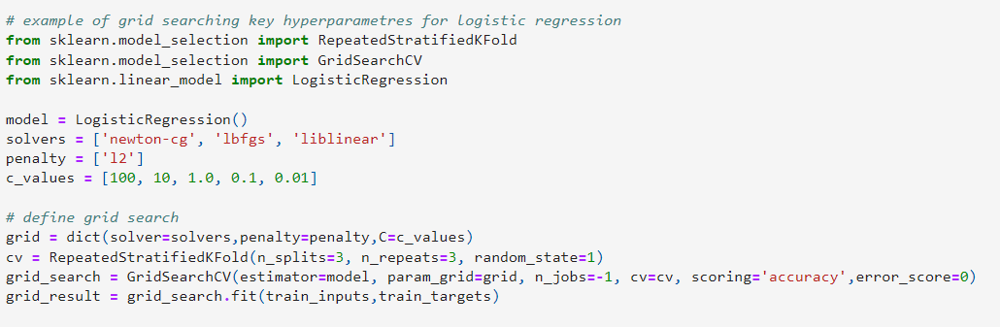 # example of grid searching key hyperparametres for logistic regression
from sklearn.model_selection import RepeatedStratifiedKFold
from sklearn.model_selection import GridSearchCV
from sklearn.linear_model import LogisticRegression
model = LogisticRegression()
solvers = ['newton-cg', 'lbfgs', 'liblinear']
penalty = ['l2']
c_values = [100, 10, 1.0, 0.1, 0.01]
# define grid search
grid = dict(solver=solvers,penalty=penalty,C=c_values)
cv = RepeatedStratifiedKFold(n_splits=3, n_repeats=3, random_state=1)
grid_search = GridSearchCV(estimator=model, param_grid=grid, n_jobs=-1, cv=cv, scoring='accuracy',error_score=0)
grid_result = grid_search.fit(train_inputs,train_targets)